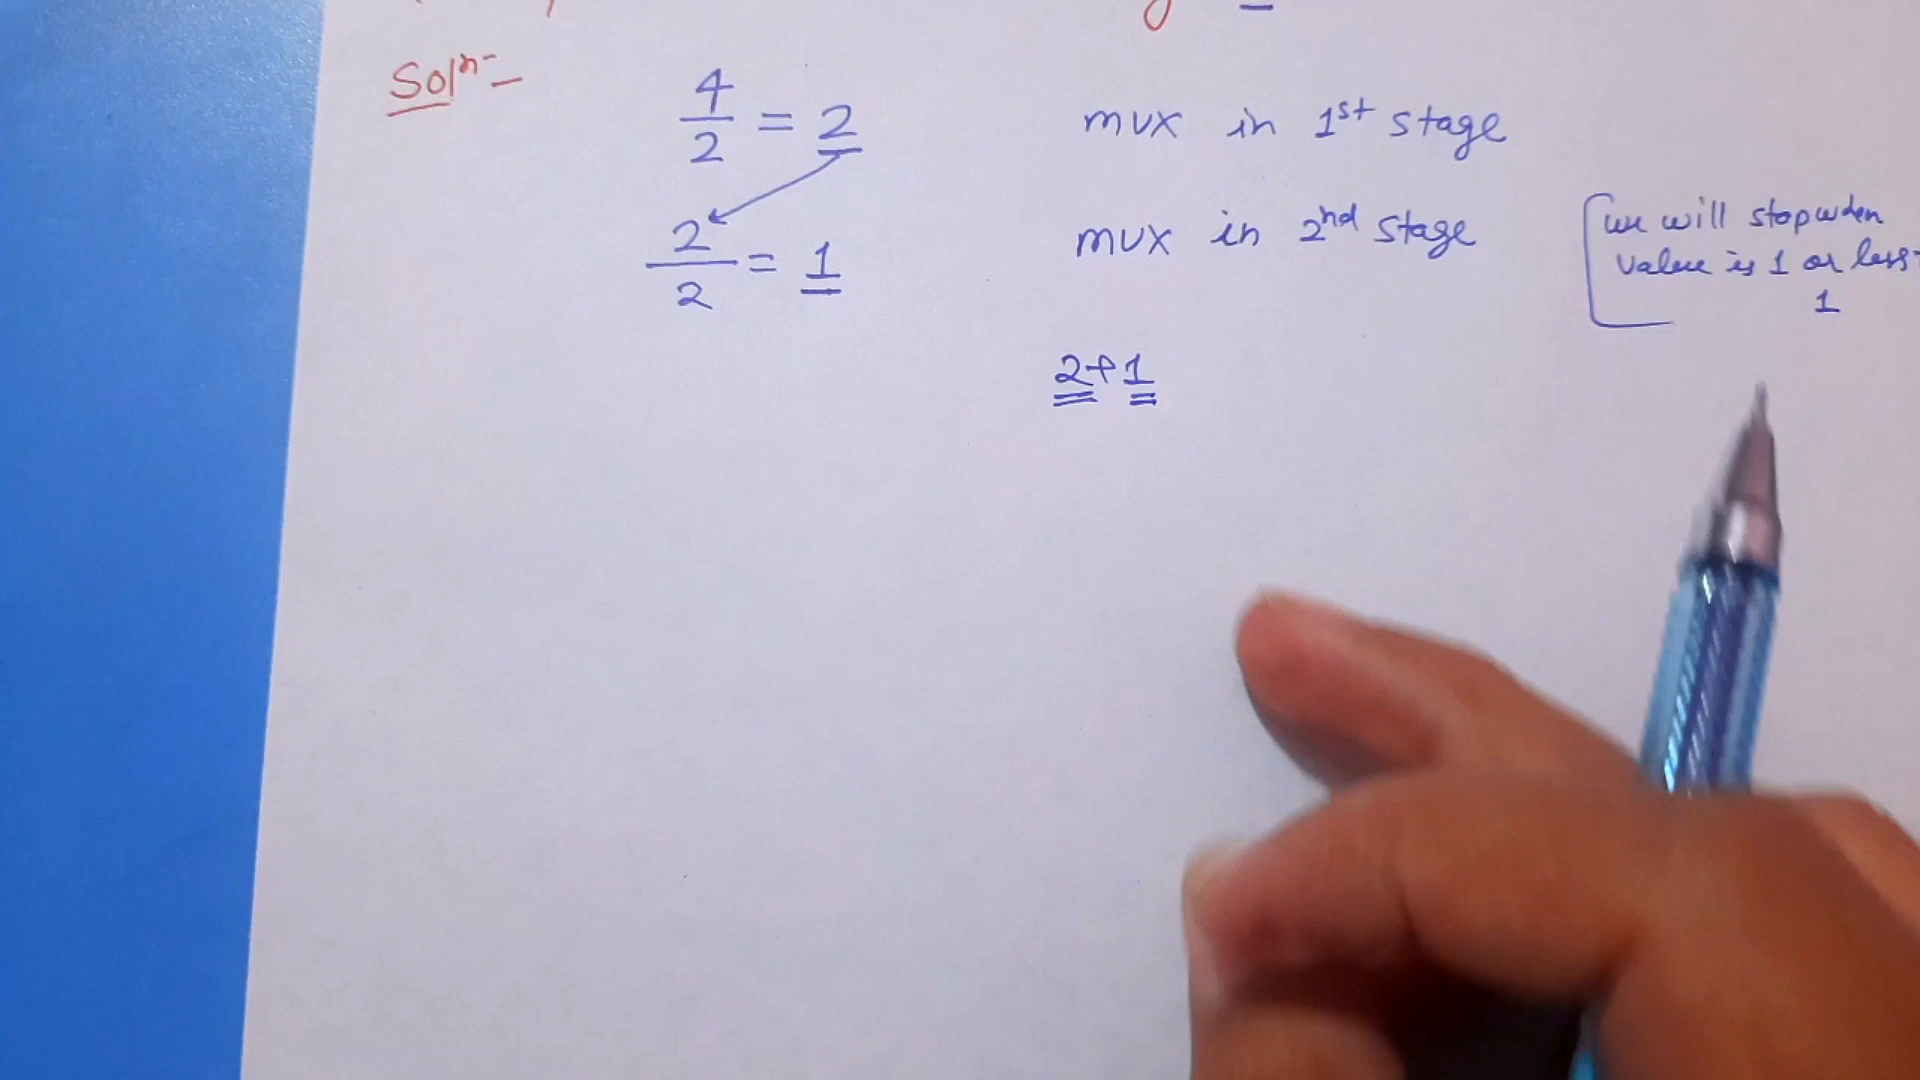 Solⁿ-
4/2 = 2 mux in 1st stage
2/2 = 1 mux in 2nd stage
we will stop when
value is 1 or less
1
2+1